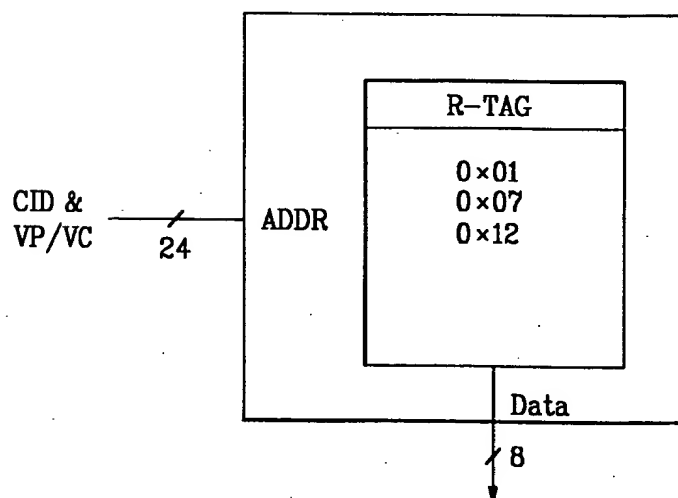 R-TAG
0×01
0×07
0×12
CID &
VP/VC
24
ADDR
Data
8